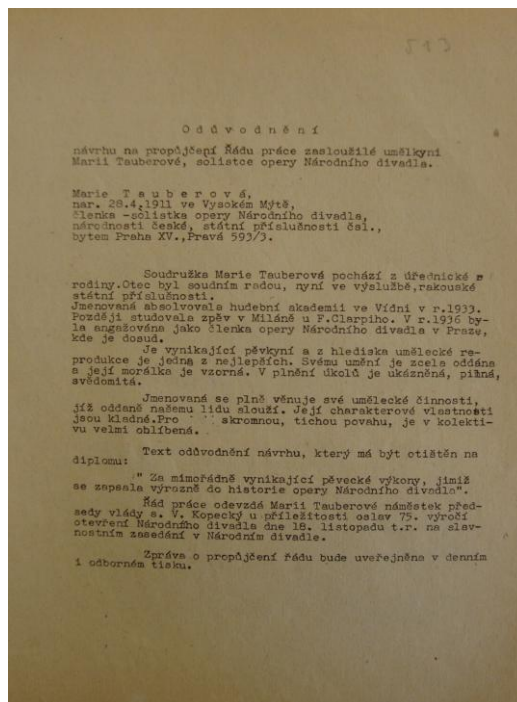 513
O d ů v o d n ě n í
návrhu na propůjčení Řádu práce zasloužilé umělkyni
Marii Tauberové, solistce opery Národního divadla.
Marie T a u b e r o v á,
nar. 28.4.1911 ve Vysokém Mýtě,
členka -sólistka opery Národního divadla,
národnosti české, státní příslušnosti čsl.,
bytem Praha XV.,Pravá 593/3.
Soudružka Marie Tauberová pochází z úřednické
rodiny.Otec byl soudním radou, nyní ve výslužbě,rakouské
státní příslušnosti.
Jmenovaná absolvovala hudební akademii ve Vídni v r.1933.
Později studovala zpěv v Miláně u F.Clarpiho. V r.1936 by-
la angažována jako členka opery Národního divadla v Praze,
kde je dosud.
Je vynikající pěvkyní a z hlediska umělecké re-
produkce je jedna z nejlepších. Svému umění je zcela oddána
a její morálka je vzorná. V plnění úkolů je ukázněná, pilná,
svědomitá.
Jmenovaná se plně věnuje své umělecké činnosti,
jíž oddaně našemu lidu slouží. Její charakterové vlastnosti
jsou kladné.Pro skromnou, tichou povahu, je v kolekti-
vu velmi oblíbená.
Text odůvodnění návrhu, který má být otištěn na
diplomu:
" Za mimořádně vynikající pěvecké výkony, jimiž
se zapsala výrazně do historie opery Národního divadla".
Řád práce odevzdá Marii Tauberové náměstek před-
sedy vlády s. V. Kopecký u příležitosti oslav 75. výročí
otevření Národního divadla dne 18. listopadu t.r. na slav-
nostním zasedání v Národním divadle.
Zpráva o propůjčení řádu bude uveřejněna v denním
i odborném tisku.